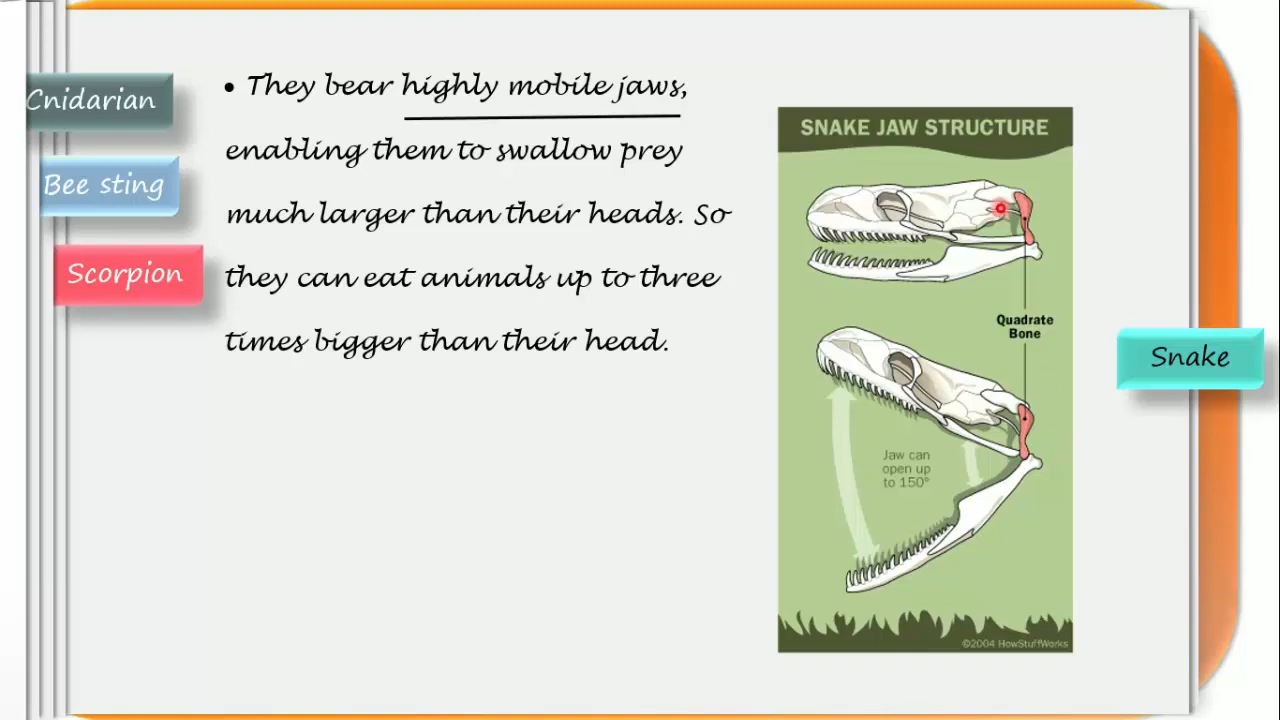 Cnidarian
Bee sting
Scorpion
• They bear highly mobile jaws,
enabling them to swallow prey
much larger than their heads. So
they can eat animals up to three
times bigger than their head.
SNAKE JAW STRUCTURE
Quadrate
Bone
Jaw can
open up
to 150°
©2004 HowStuffWorks
Snake